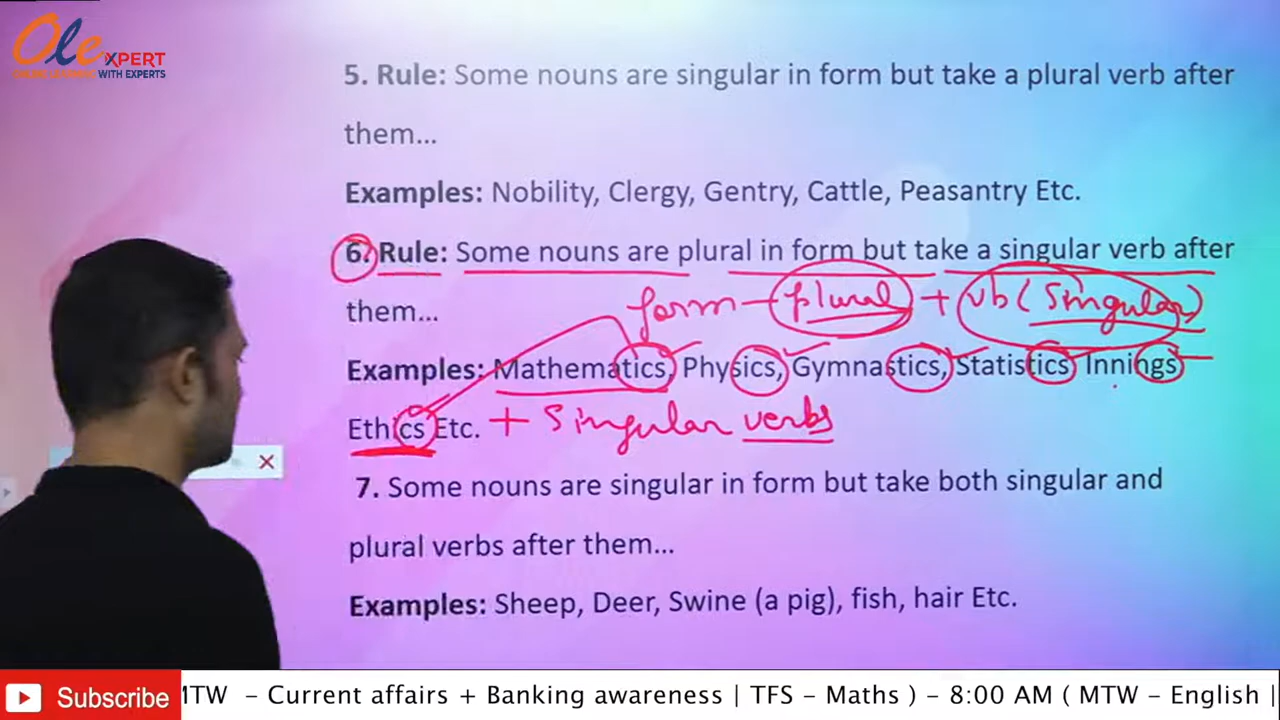 Ole XPERT
ONLINE LEARNING WITH EXPERTS
5. Rule: Some nouns are singular in form but take a plural verb after
them...
Examples: Nobility, Clergy, Gentry, Cattle, Peasantry Etc.
6. Rule: Some nouns are plural in form but take a singular verb after
them...
form - plural + vb (Singular)
Examples: Mathematics, Physics, Gymnastics, Statistics Innings
Ethics Etc. + Singular verbs
7. Some nouns are singular in form but take both singular and
plural verbs after them...
Examples: Sheep, Deer, Swine (a pig), fish, hair Etc.
Subscribe MTW – Current affairs + Banking awareness | TFS – Maths ) – 8:00 AM ( MTW – English |